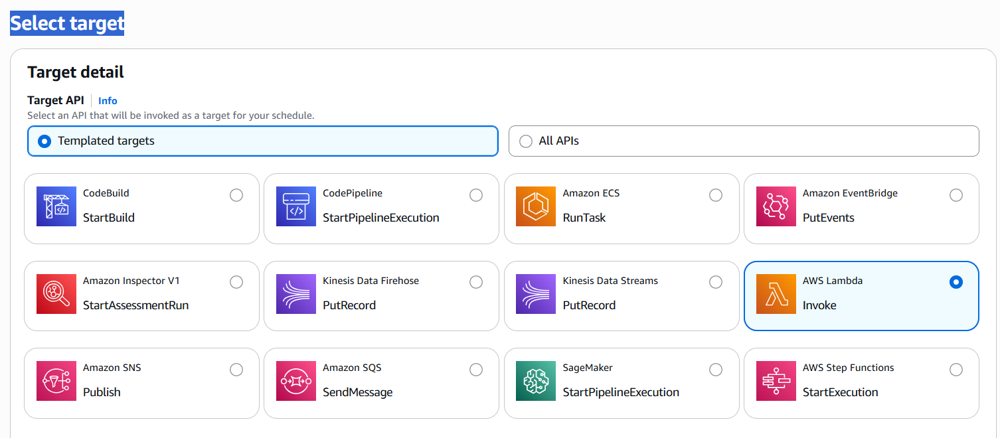 Select target
Target detail
Target API
Info
Select an API that will be invoked as a target for your schedule.
Templated targets
All APIs
CodeBuild
StartBuild
CodePipeline
StartPipelineExecution
Amazon ECS
RunTask
Amazon EventBridge
PutEvents
Amazon Inspector V1
StartAssessmentRun
Kinesis Data Firehose
PutRecord
Kinesis Data Streams
PutRecord
AWS Lambda
Invoke
Amazon SNS
Publish
Amazon SQS
SendMessage
SageMaker
StartPipelineExecution
AWS Step Functions
StartExecution